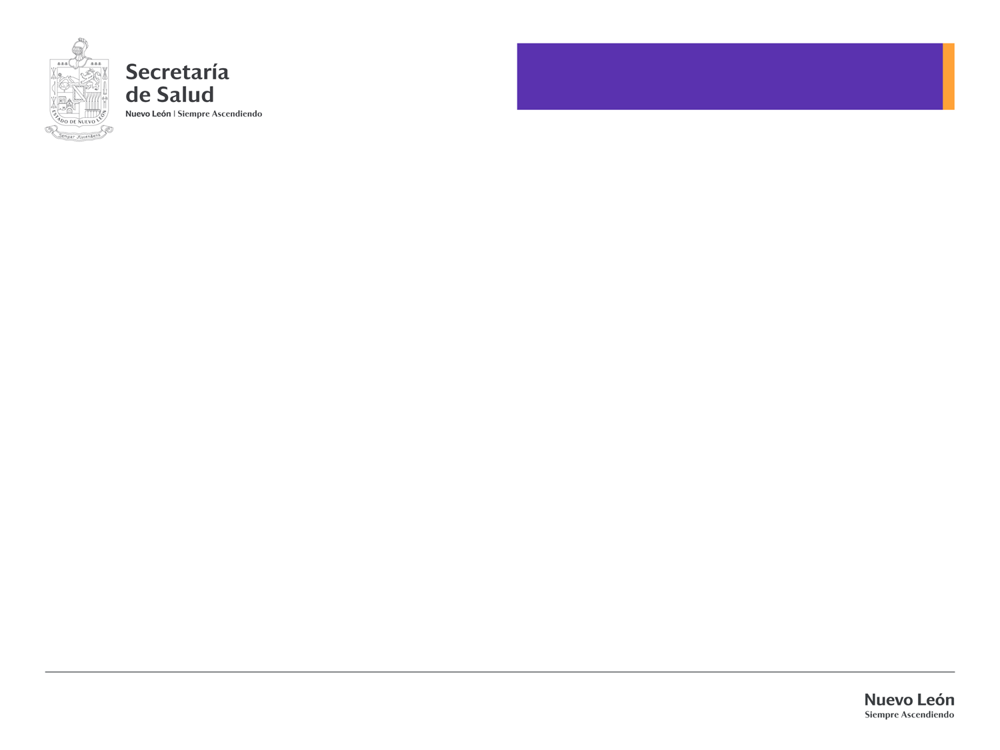 Secretaría
de Salud
Nuevo León | Siempre Ascendiendo
ESTADO DE NUEVO LEÓN
Semper Ascendens
Nuevo León
Siempre Ascendiendo